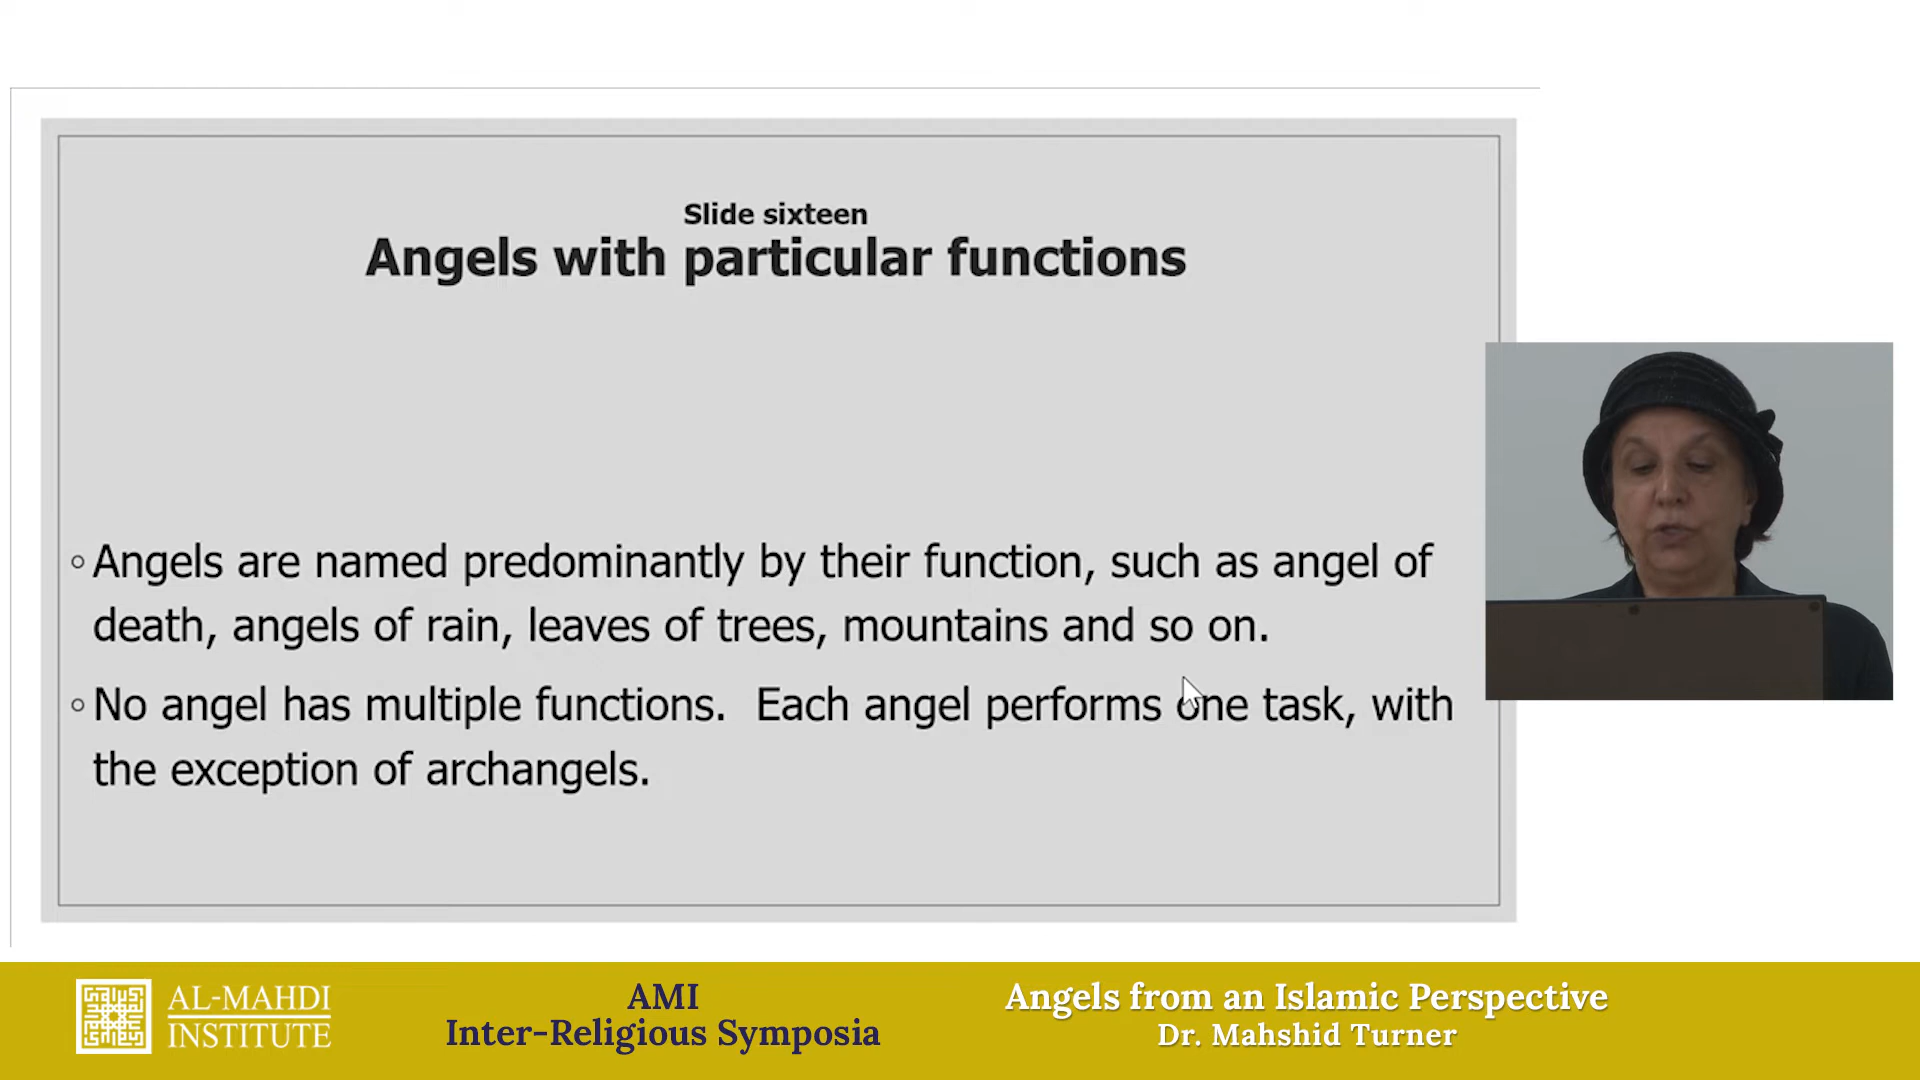 Slide sixteen
Angels with particular functions
◦ Angels are named predominantly by their function, such as angel of
death, angels of rain, leaves of trees, mountains and so on.
◦ No angel has multiple functions.  Each angel performs one task, with
the exception of archangels.
AL-MAHDI
INSTITUTE
AMI
Inter-Religious Symposia
Angels from an Islamic Perspective
Dr. Mahshid Turner